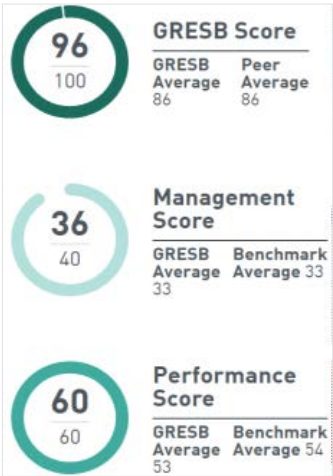 96
100
GRESB Score
GRESB Average 86
Peer Average 86
36
40
Management
Score
GRESB Average 33
Benchmark Average 33
60
60
Performance
Score
GRESB Average 53
Benchmark Average 54